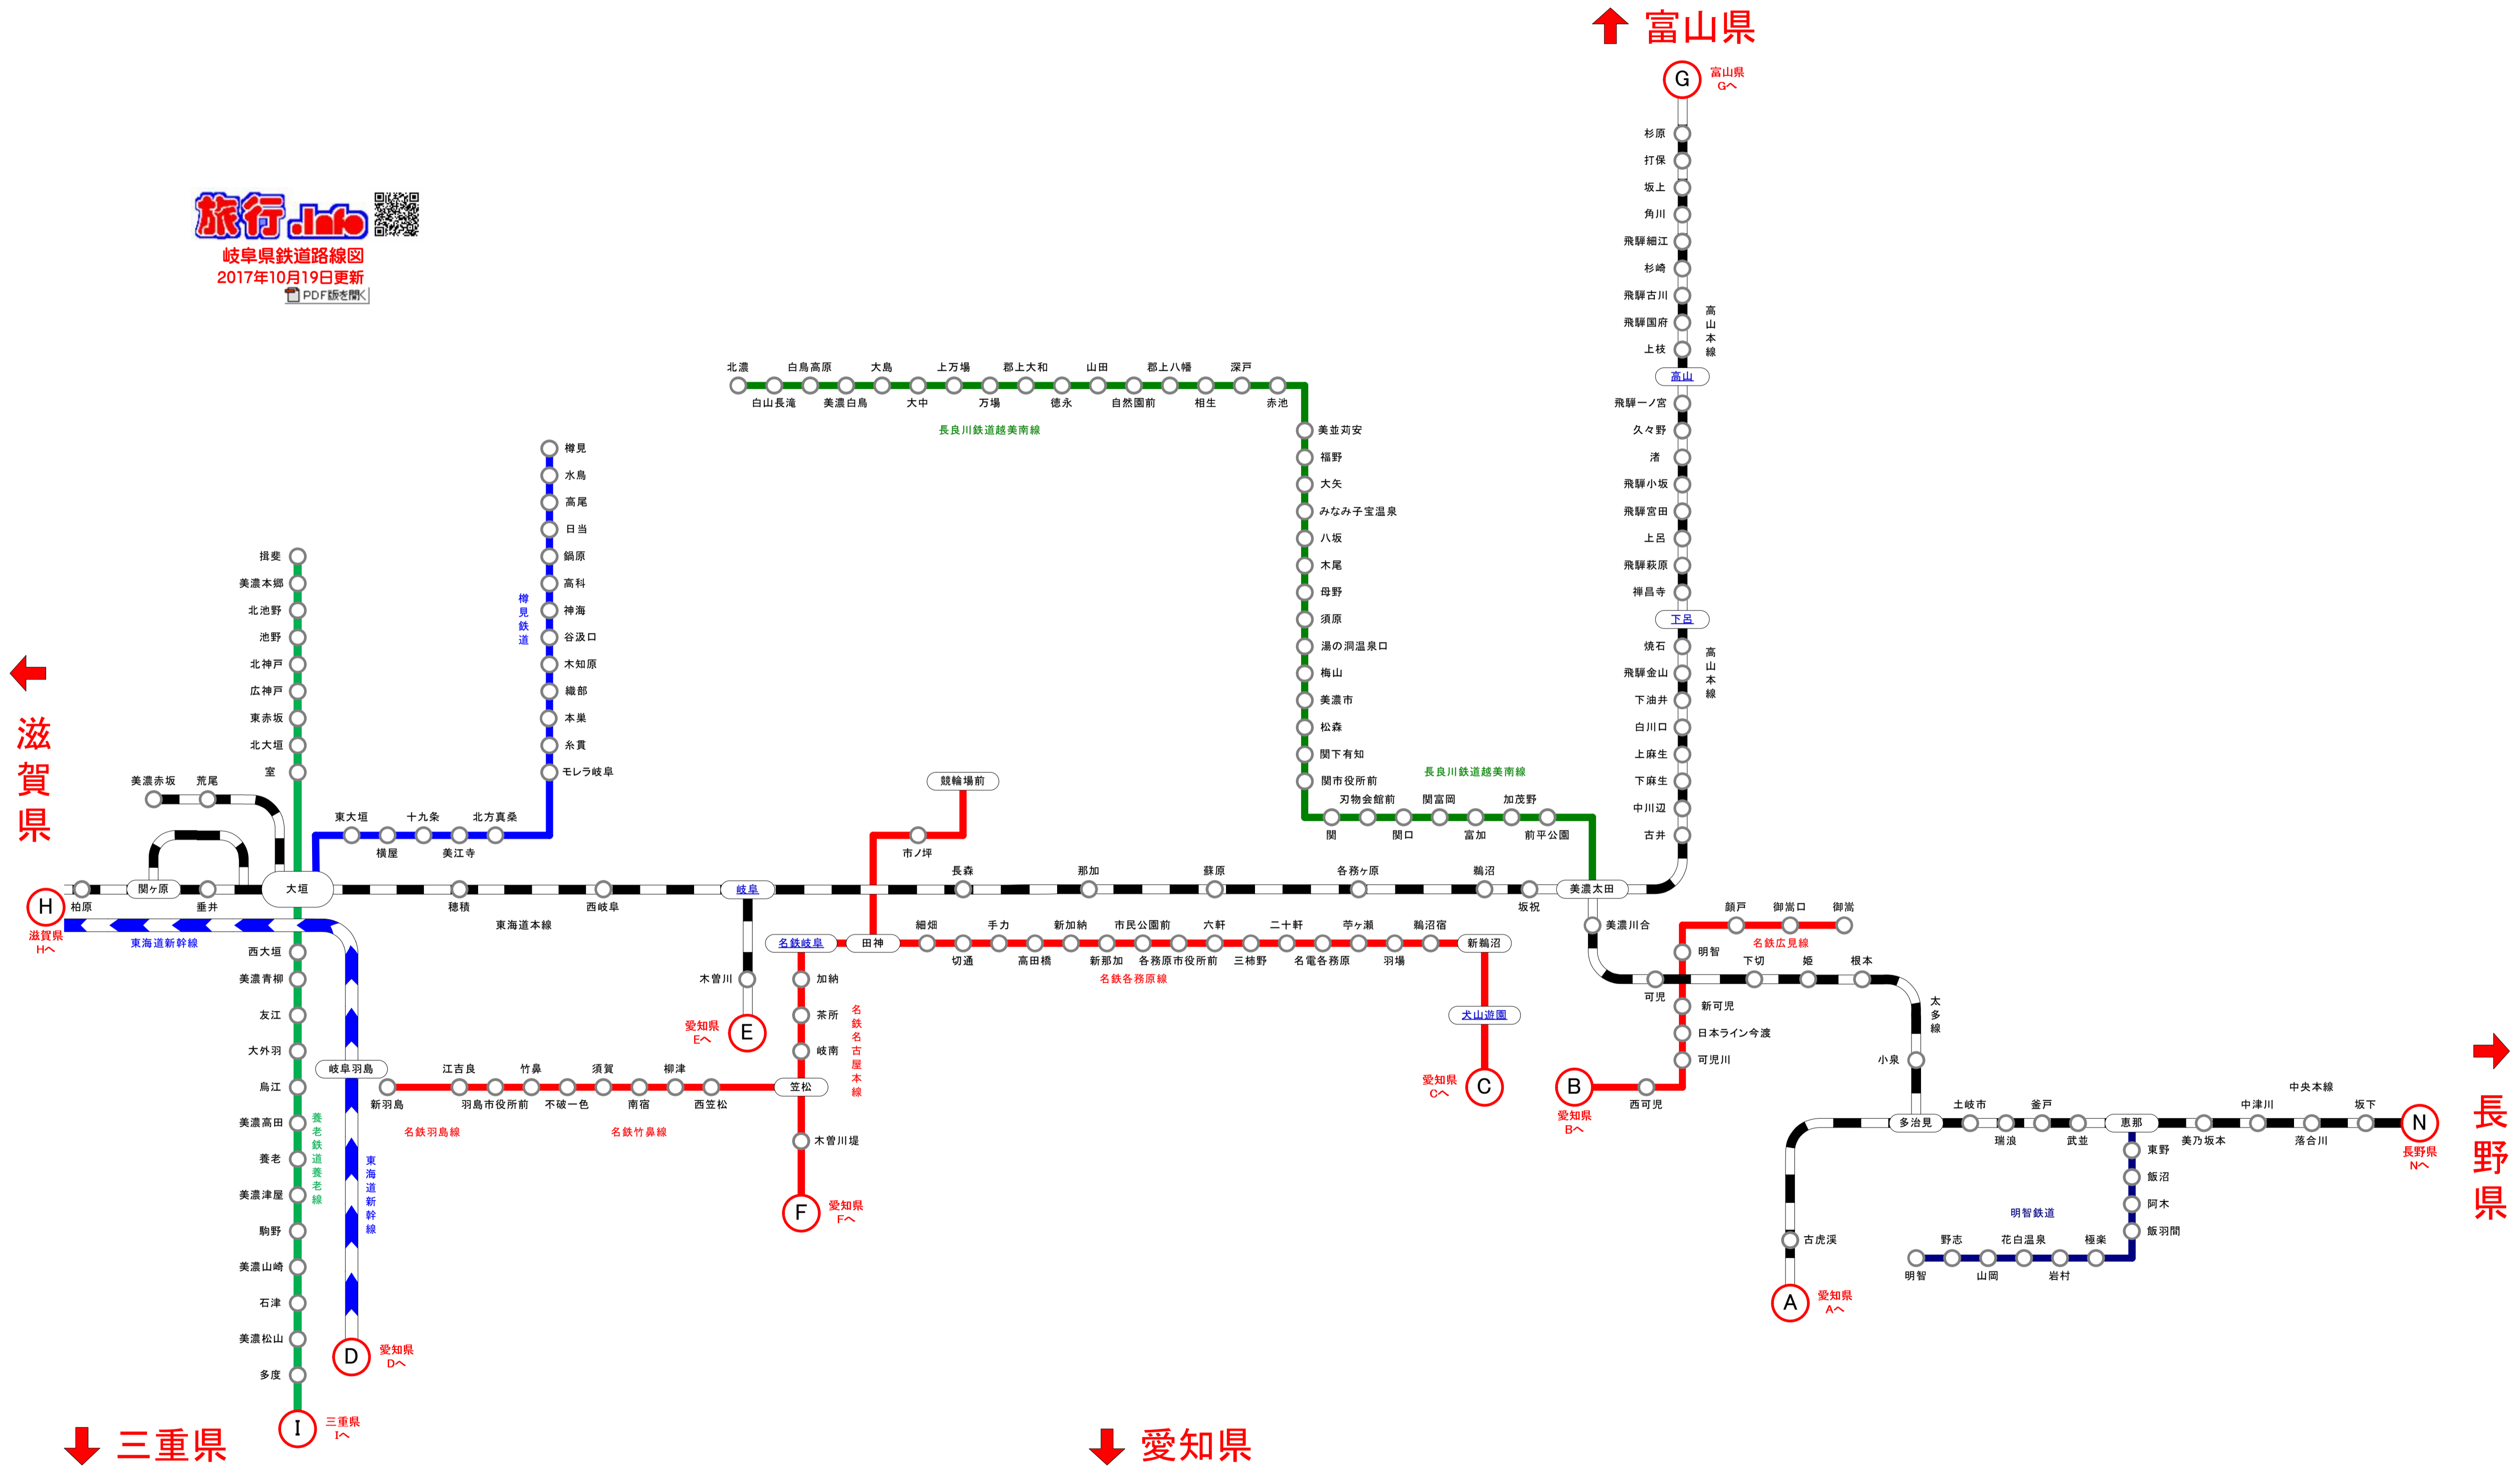 富山県
G
富山県
Gへ
旅行.Info
岐阜県鉄道路線図
2017年10月19日更新
PDF版を開く
杉原
打保
坂上
角川
飛騨細江
杉崎
飛騨古川
飛騨国府
上枝
高山本線
高山
飛騨一ノ宮
久々野
渚
飛騨小坂
飛騨宮田
上呂
飛騨萩原
禅昌寺
下呂
焼石
飛騨金山
下油井
白川口
上麻生
下麻生
中川辺
古井
高山本線
北濃
白鳥高原
大島
上万場
郡上大和
山田
郡上八幡
深戸
白山長滝
美濃白鳥
大中
万場
徳永
自然園前
相生
赤池
長良川鉄道越美南線
美並苅安
福野
大矢
みなみ子宝温泉
八坂
木尾
母野
須原
湯の洞温泉口
梅山
美濃市
松森
関下有知
関市役所前
長良川鉄道越美南線
刃物会館前
関富岡
加茂野
関
関口
富加
前平公園
樽見
水鳥
高尾
日当
鍋原
高科
神海
谷汲口
木知原
織部
本巣
糸貫
モレラ岐阜
樽見鉄道
東大垣
十九条
北方真桑
横屋
美江寺
揖斐
美濃本郷
北池野
池野
北神戸
広神戸
東赤坂
北大垣
室
美濃赤坂
荒尾
滋賀県
H
滋賀県
Hへ
柏原
関ヶ原
垂井
大垣
穂積
西岐阜
岐阜
東海道本線
東海道新幹線
競輪場前
市ノ坪
長森
那加
蘇原
各務ヶ原
鵜沼
坂祝
美濃太田
名鉄岐阜
田神
細畑
手力
新加納
市民公園前
六軒
二十軒
苧ヶ瀬
鵜沼宿
新鵜沼
切通
高田橋
新那加
各務原市役所前
三柿野
名電各務原
羽場
名鉄各務原線
犬山遊園
愛知県
Cへ
C
木曽川
愛知県
Eへ
E
加納
茶所
岐南
笠松
名鉄名古屋本線
木曽川堤
F
愛知県
Fへ
西大垣
美濃青柳
友江
大外羽
烏江
美濃高田
養老
美濃津屋
駒野
美濃山崎
石津
美濃松山
多度
養老鉄道養老線
岐阜羽島
東海道新幹線
D
愛知県
Dへ
I
三重県
Iへ
新羽島
江吉良
竹鼻
須賀
柳津
羽島市役所前
不破一色
南宿
西笠松
名鉄羽島線
名鉄竹鼻線
美濃川合
顔戸
御嵩口
御嵩
名鉄広見線
明智
可児
下切
姫
根本
新可児
日本ライン今渡
可児川
西可児
B
愛知県
Bへ
太多線
小泉
多治見
土岐市
釜戸
瑞浪
武並
恵那
中央本線
中津川
坂下
美乃坂本
落合川
N
長野県
Nへ
長野県
東野
飯沼
阿木
飯羽間
明智鉄道
野志
花白温泉
極楽
明智
山岡
岩村
古虎渓
A
愛知県
Aへ
三重県
愛知県